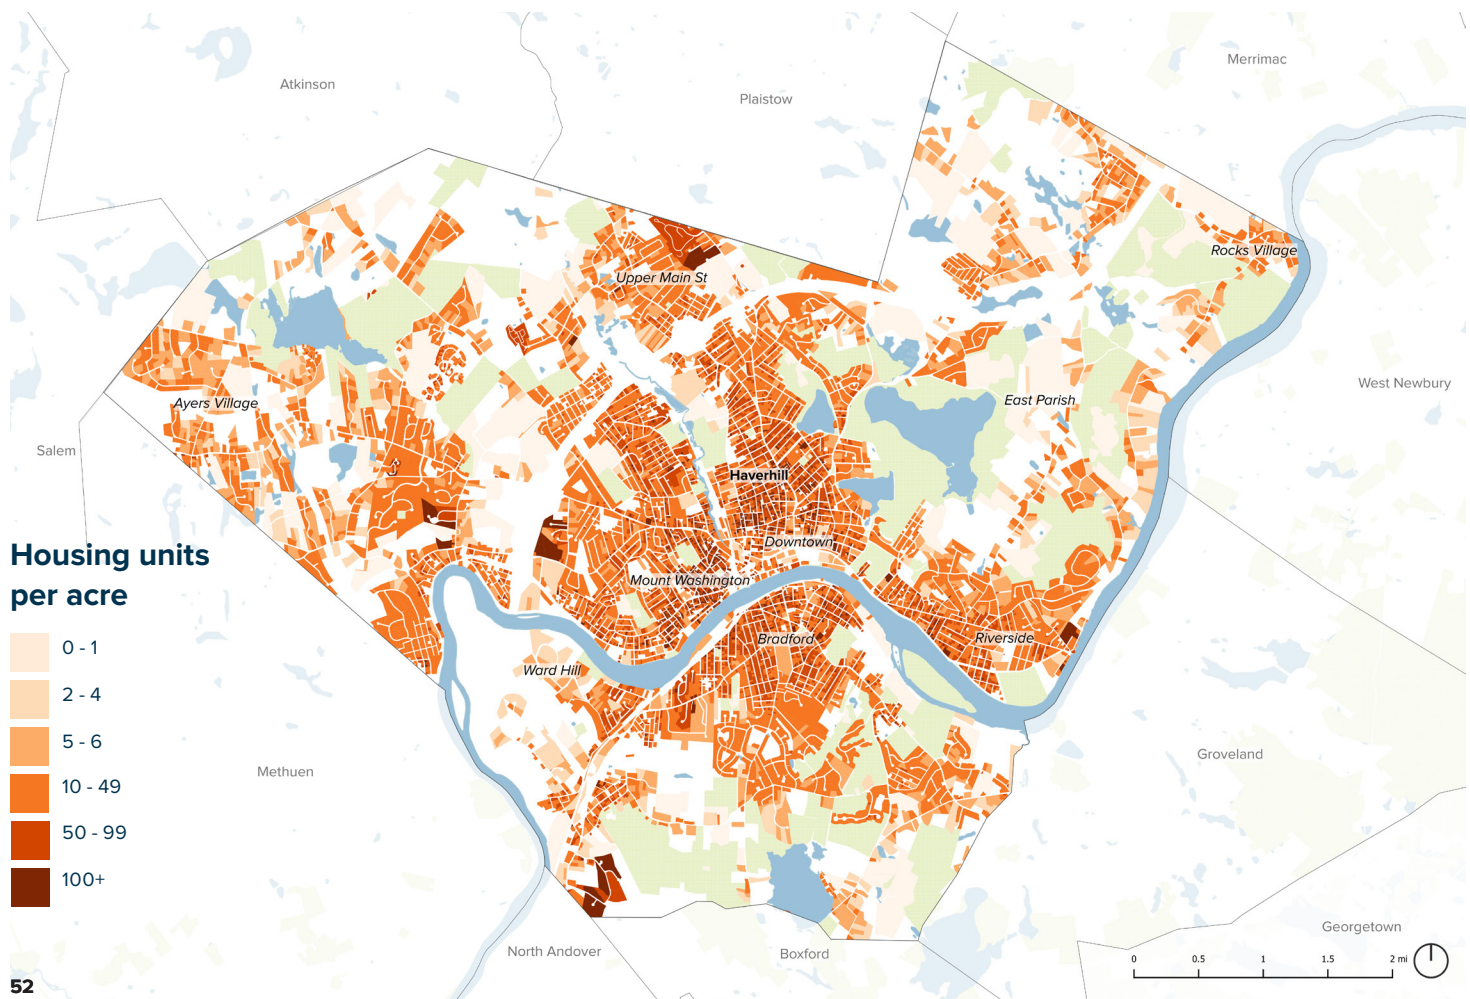 Merrimac
Atkinson
Plaistow
Rocks Village
Upper Main St
West Newbury
East Parish
Ayers Village
Salem
Haverhill
Downtown
Housing units
per acre
Mount Washington
Bradford
Riverside
0 - 1
Ward Hill
2 - 4
5 - 6
Groveland
Methuen
10 - 49
50 - 99
100+
Georgetown
North Andover
Boxford
0 0.5 1 1.5 2 mi
52